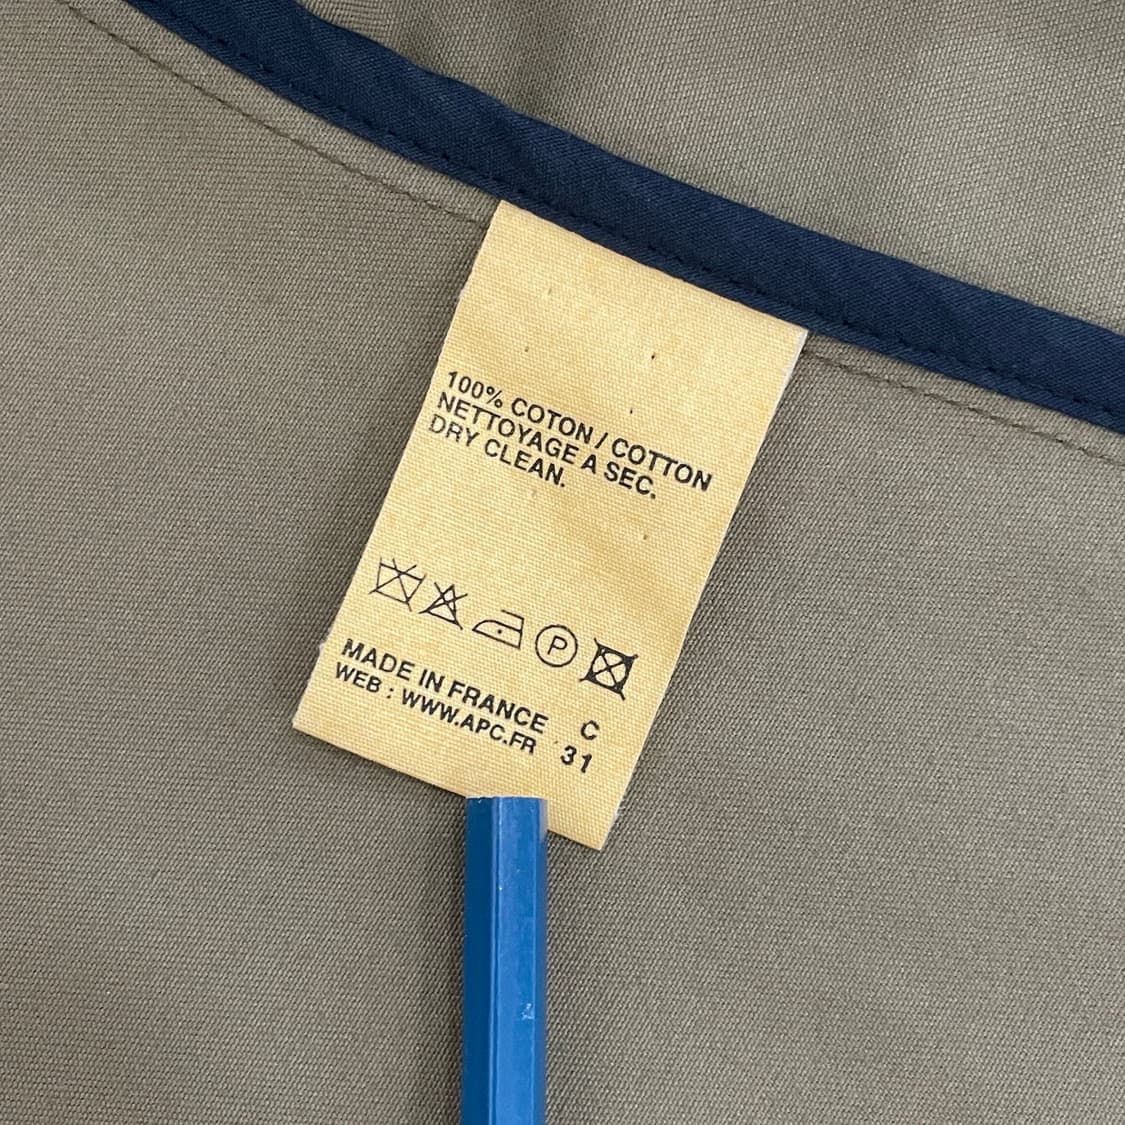 100% COTON / COTTON
NETTOYAGE A SEC.
DRY CLEAN.
P
MADE IN FRANCE C
WEB : WWW.APC.FR 31